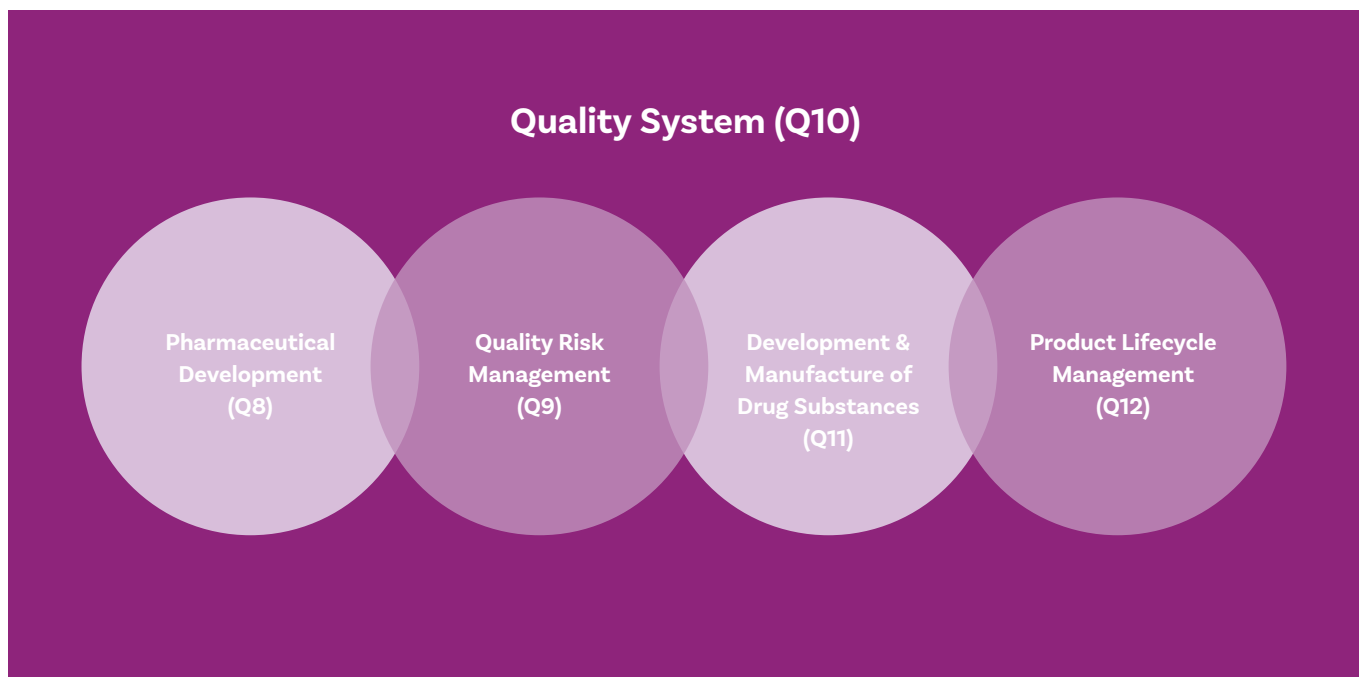 Quality System (Q10)
Pharmaceutical
Development
(Q8)
Quality Risk
Management
(Q9)
Development &
Manufacture of
Drug Substances
(Q11)
Product Lifecycle
Management
(Q12)